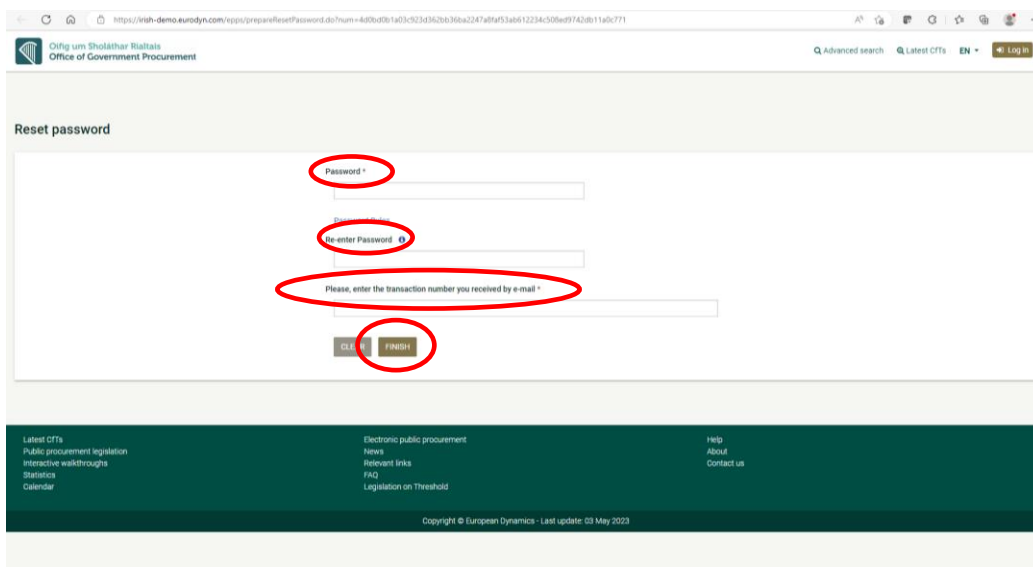 https://irish-demo.eurodyn.com/epps/prepareResetPassword.do?num=4d0bd0b1a03c923d362bb36ba2247a8faf53ab612234c508ed9742db11a0c771
Oifig um Sholáthar Rialtais
Office of Government Procurement
Advanced search Latest CfTs EN Log in
Reset password
Password *
Password Rules
Re-enter Password
Please, enter the transaction number you received by e-mail *
CLEAR FINISH
Latest CfTs
Public procurement legislation
Interactive walkthroughs
Statistics
Calendar
Electronic public procurement
News
Relevant links
FAQ
Legislation on Threshold
Help
About
Contact us
Copyright © European Dynamics - Last update: 03 May 2023